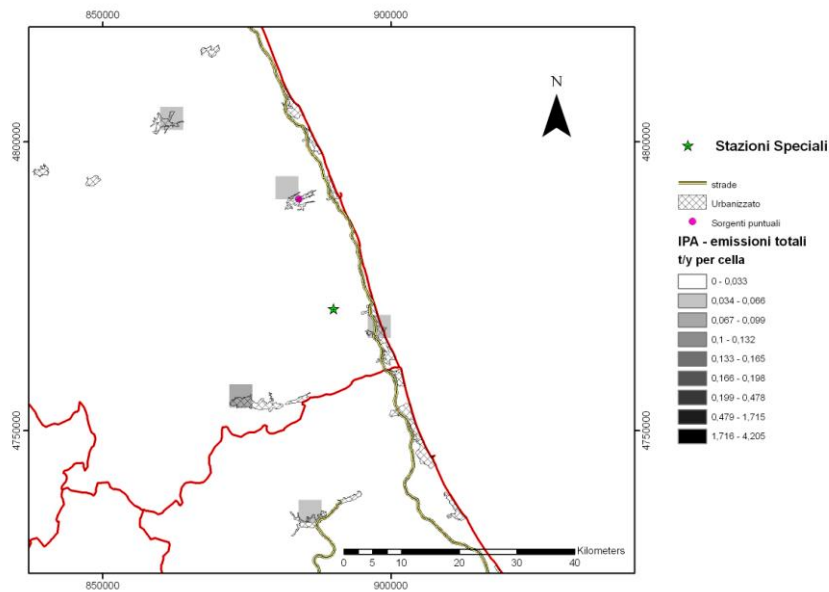 850000 900000
N
4800000 4800000
4750000 4750000
Kilometers
0 5 10 20 30 40
850000 900000
Stazioni Speciali
strade
Urbanizzato
Sorgenti puntuali
IPA - emissioni totali
t/y per cella
0 - 0,033
0,034 - 0,066
0,067 - 0,099
0,1 - 0,132
0,133 - 0,165
0,166 - 0,198
0,199 - 0,478
0,479 - 1,715
1,716 - 4,205